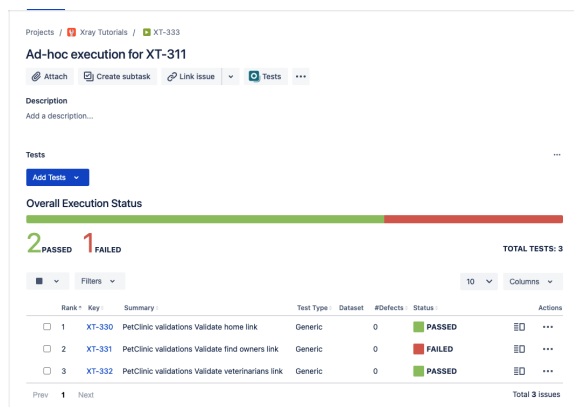 Projects / Xray Tutorials / XT-333
Ad-hoc execution for XT-311
Attach Create subtask Link issue Tests
Description
Add a description...
Tests
Add Tests
Overall Execution Status
2 PASSED 1 FAILED
TOTAL TESTS: 3
Filters 10 Columns
Rank Key Summary Test Type Dataset #Defects Status Actions
1 XT-330 PetClinic validations Validate home link Generic 0 PASSED
2 XT-331 PetClinic validations Validate find owners link Generic 0 FAILED
3 XT-332 PetClinic validations Validate veterinarians link Generic 0 PASSED
Prev 1 Next Total 3 issues